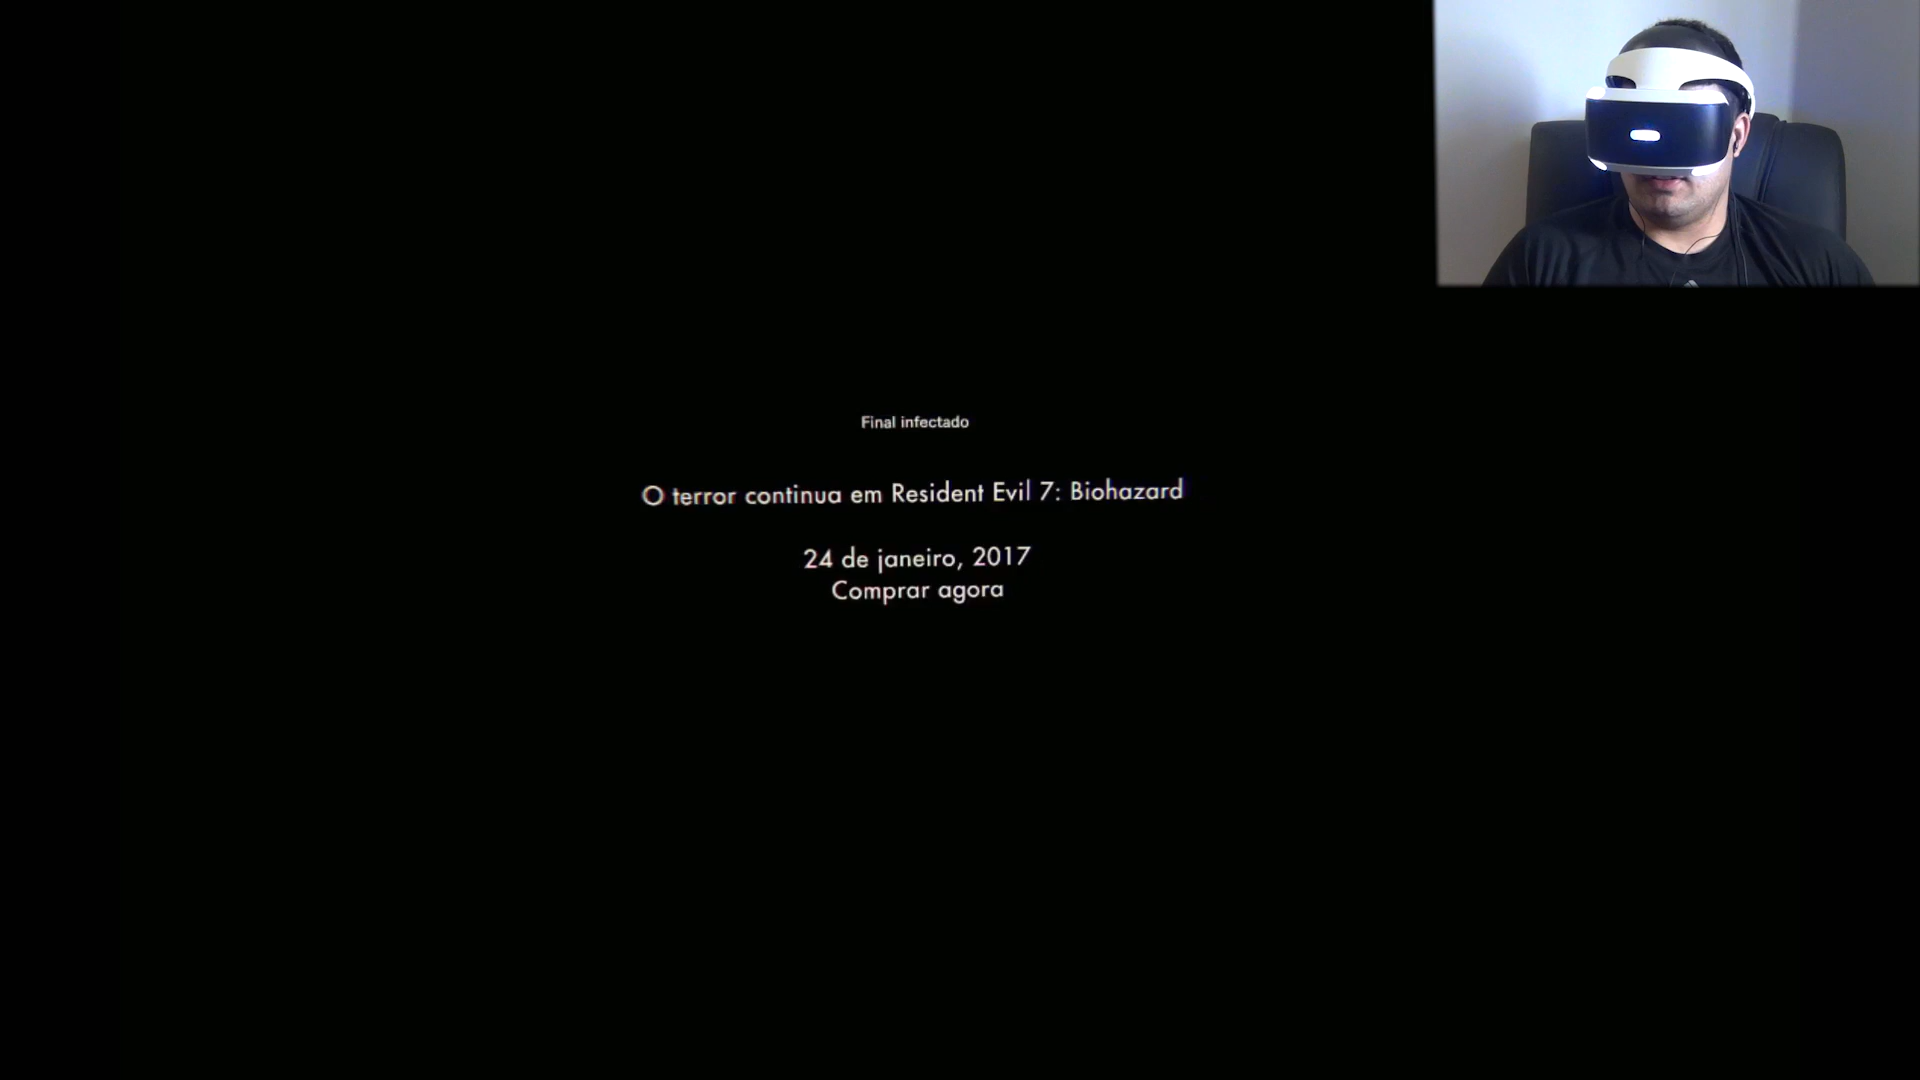 Final infectado
O terror continua em Resident Evil 7: Biohazard
24 de janeiro, 2017
Comprar agora